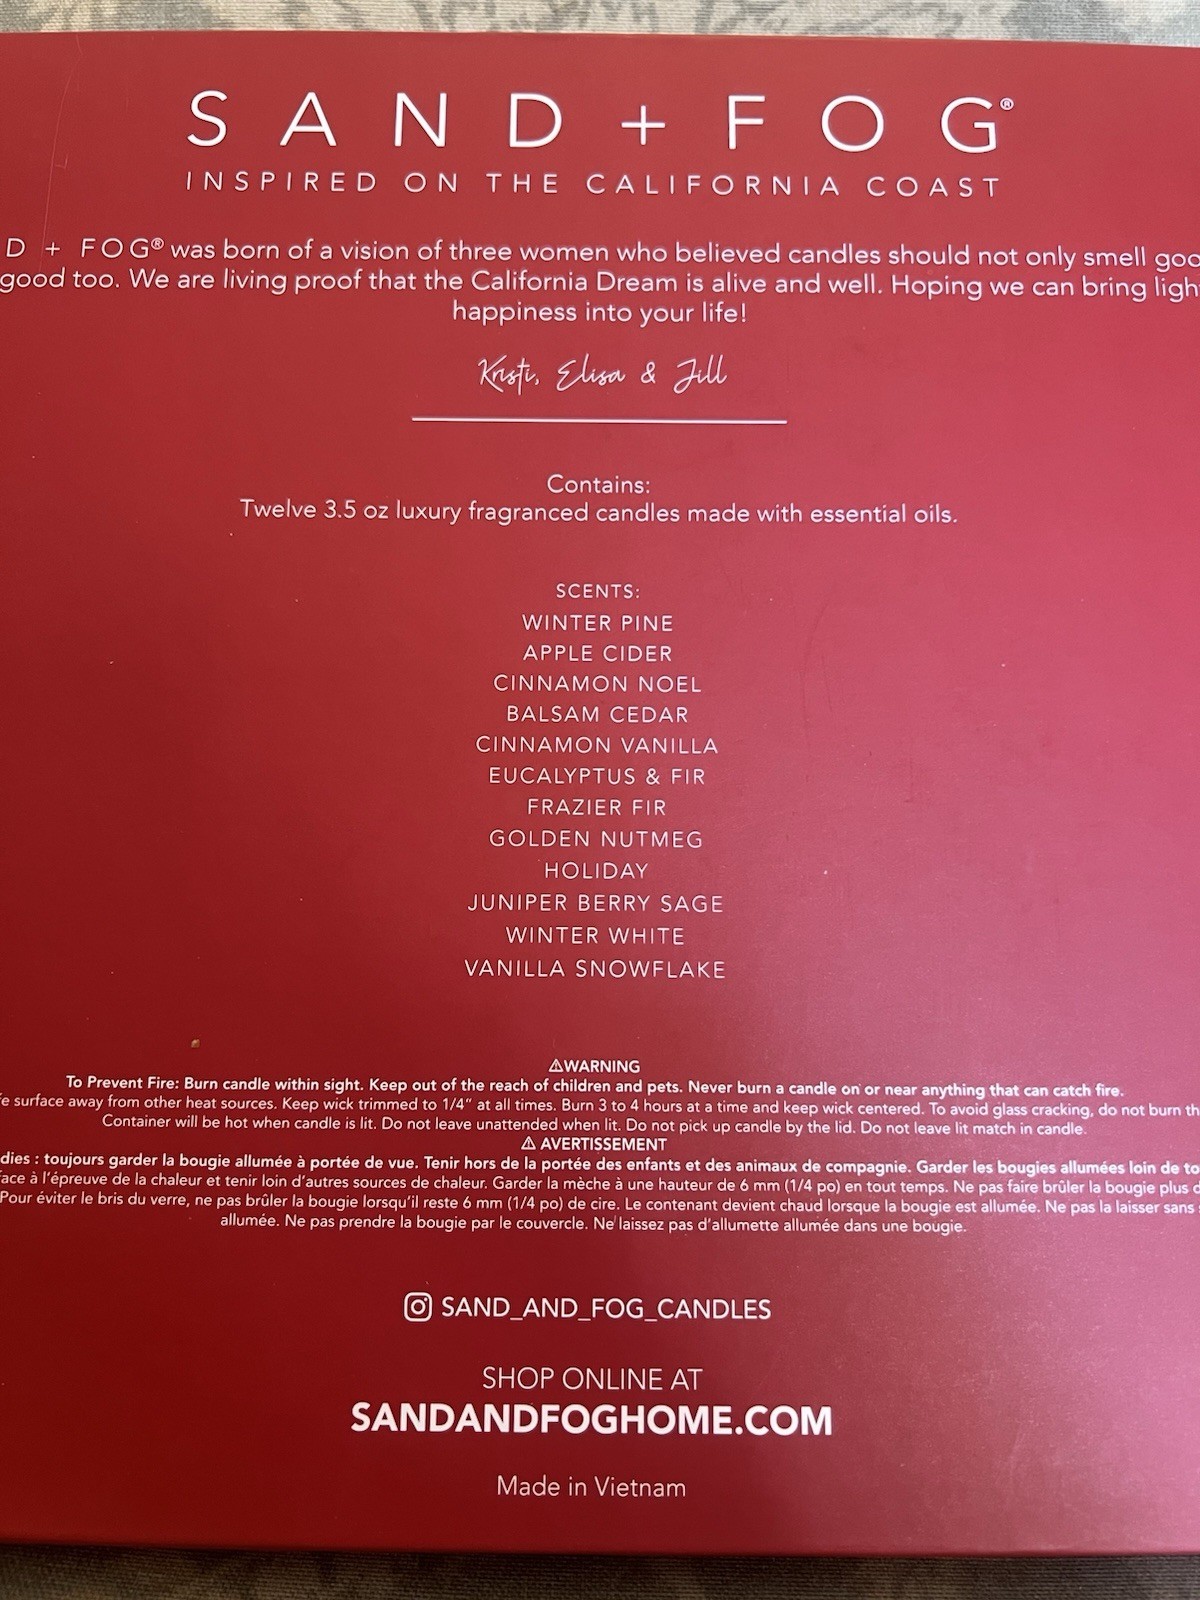 SAND + FOG®
INSPIRED ON THE CALIFORNIA COAST
D + FOG® was born of a vision of three women who believed candles should not only smell
good too. We are living proof that the California Dream is alive and well. Hoping we can bring
happiness into your life!
Kristi, Elisa & Jill
Contains:
Twelve 3.5 oz luxury fragranced candles made with essential oils.
SCENTS:
WINTER PINE
APPLE CIDER
CINNAMON NOEL
BALSAM CEDAR
CINNAMON VANILLA
EUCALYPTUS & FIR
FRAZIER FIR
GOLDEN NUTMEG
HOLIDAY
JUNIPER BERRY SAGE
WINTER WHITE
VANILLA SNOWFLAKE
⚠WARNING
To Prevent Fire: Burn candle within sight. Keep out of the reach of children and pets. Never burn a candle on or near anything that can catch fire.
surface away from other heat sources. Keep wick trimmed to 1/4" at all times. Burn 3 to 4 hours at a time and keep wick centered. To avoid glass cracking, do not burn
Container will be hot when candle is lit. Do not leave unattended when lit. Do not pick up candle by the lid. Do not leave lit match in candle.
⚠ AVERTISSEMENT
dies : toujours garder la bougie allumée à portée de vue. Tenir hors de la portée des enfants et des animaux de compagnie. Garder les bougies allumées loin de
à l'épreuve de la chaleur et tenir loin d'autres sources de chaleur. Garder la mèche à une hauteur de 6 mm (1/4 po) en tout temps. Ne pas faire brûler la bougie plus
Pour éviter le bris du verre, ne pas brûler la bougie lorsqu'il reste 6 mm (1/4 po) de cire. Le contenant devient chaud lorsque la bougie est allumée. Ne pas la laisser sans
allumée. Ne pas prendre la bougie par le couvercle. Ne laissez pas d'allumette allumée dans une bougie.
SAND_AND_FOG_CANDLES
SHOP ONLINE AT
SANDANDFOGHOME.COM
Made in Vietnam